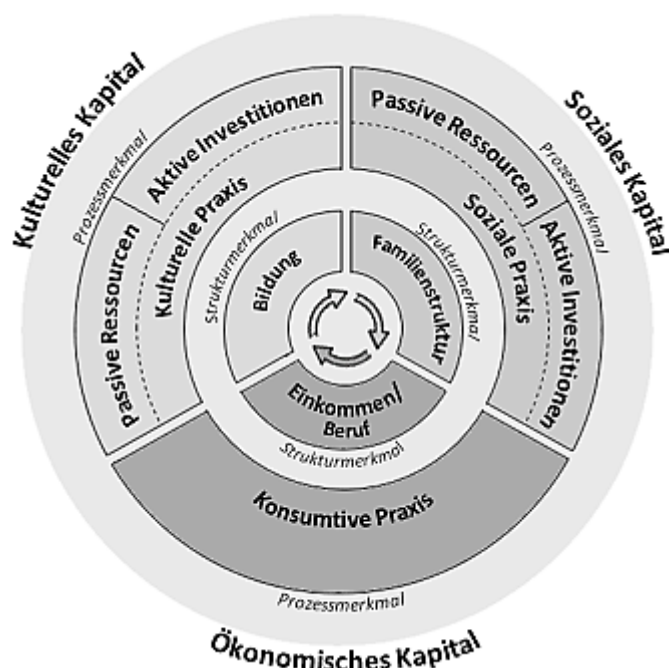 Kulturelles Kapital
Soziales Kapital
Prozessmerkmal
Aktive Investitionen
Passive Ressourcen
Kulturelle Praxis
Passive Ressourcen
Prozessmerkmal
Soziale Praxis
Aktive Investitionen
Strukturmerkmal
Bildung
Familienstruktur
Strukturmerkmal
Einkommen/
Beruf
Strukturmerkmal
Konsumtive Praxis
Prozessmerkmal
Ökonomisches Kapital